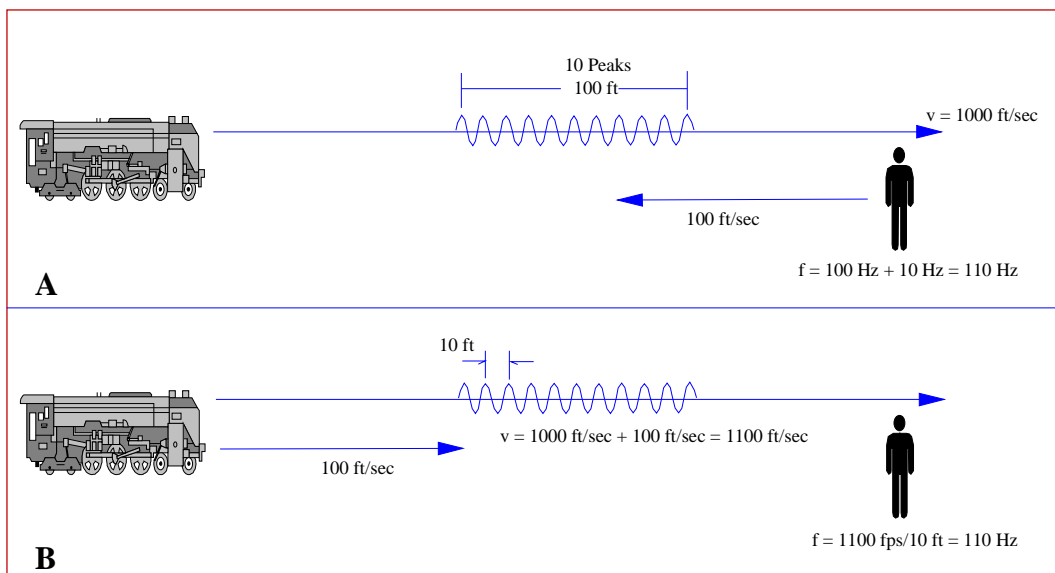 10 Peaks
100 ft
v = 1000 ft/sec
100 ft/sec
f = 100 Hz + 10 Hz = 110 Hz
A
10 ft
v = 1000 ft/sec + 100 ft/sec = 1100 ft/sec
100 ft/sec
f = 1100 fps/10 ft = 110 Hz
B